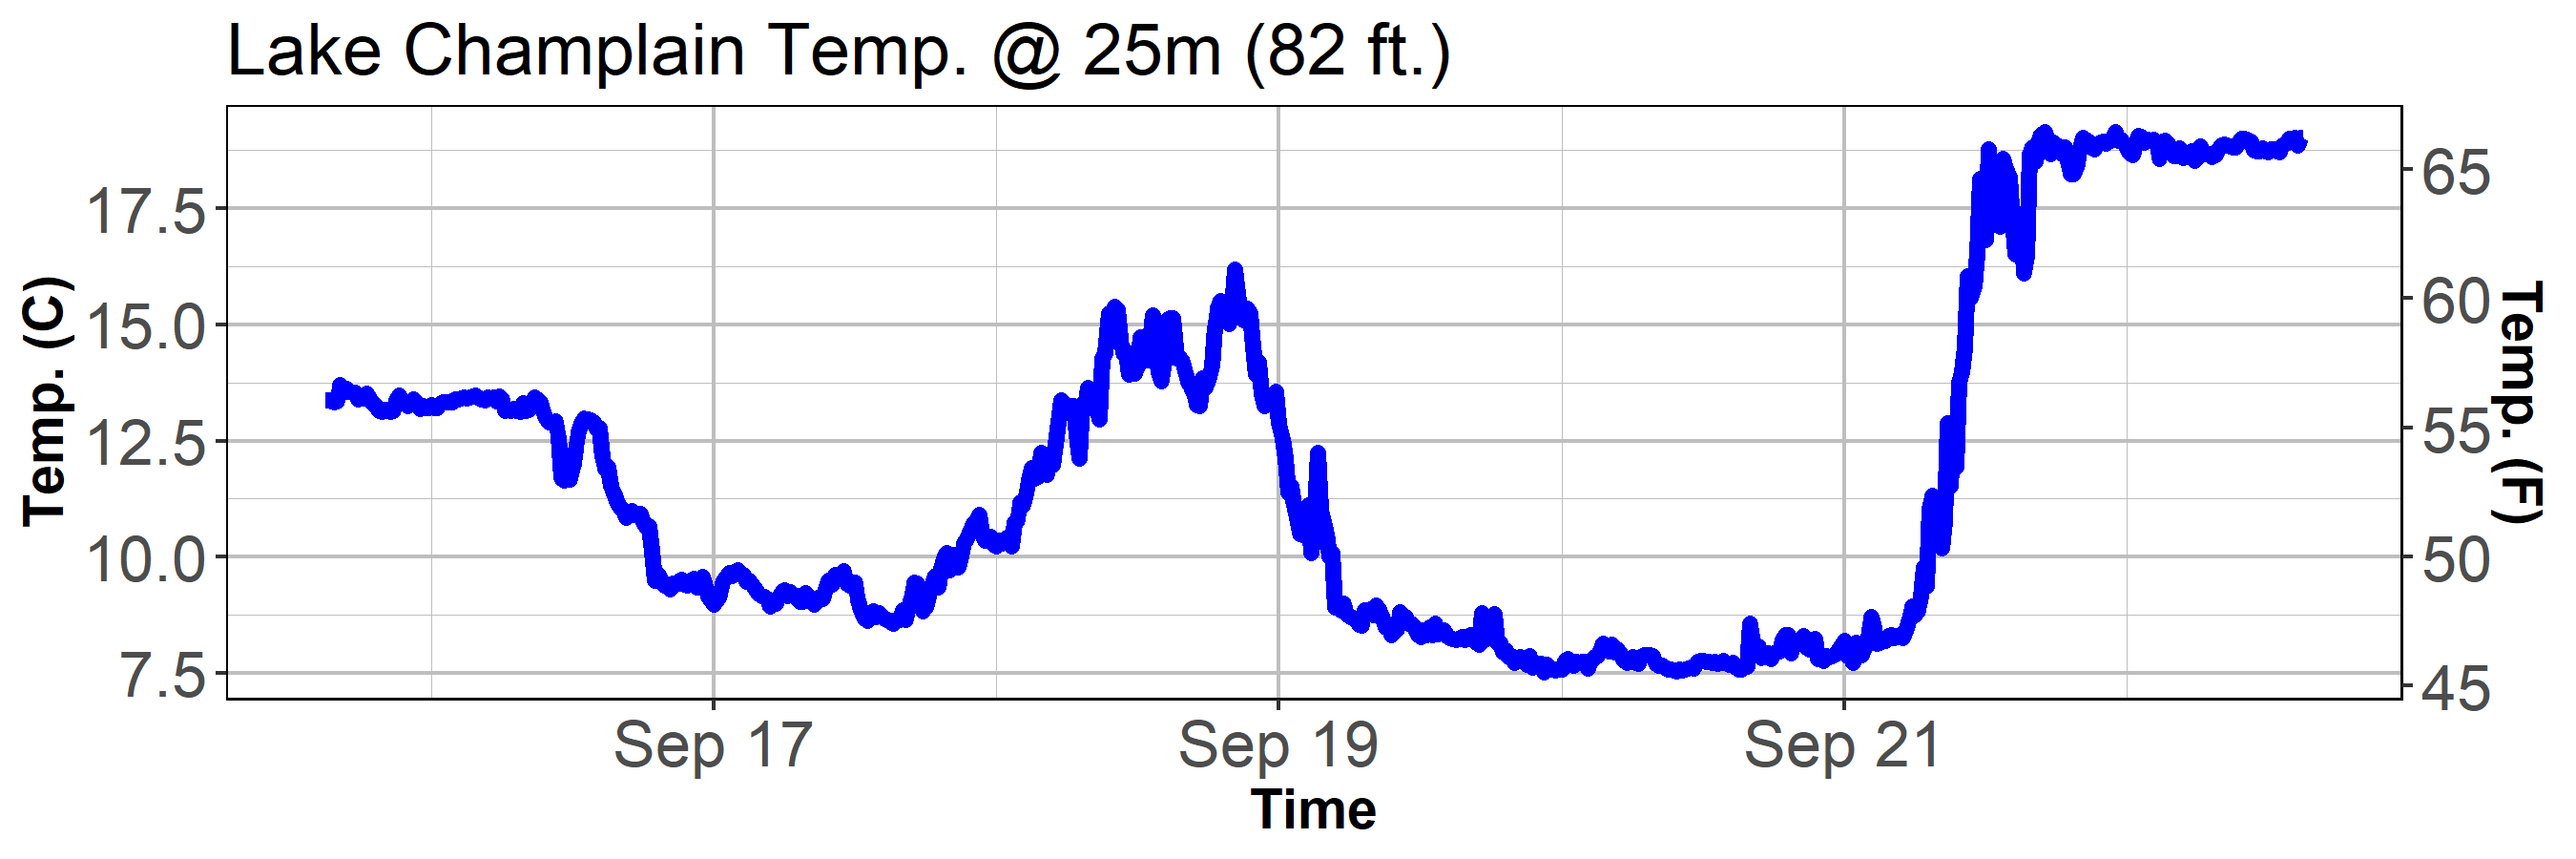 Lake Champlain Temp. @ 25m (82 ft.)
Temp. (C)
17.5
15.0
12.5
10.0
7.5
65
60
55
50
45
Temp. (F)
Sep 17
Sep 19
Sep 21
Time